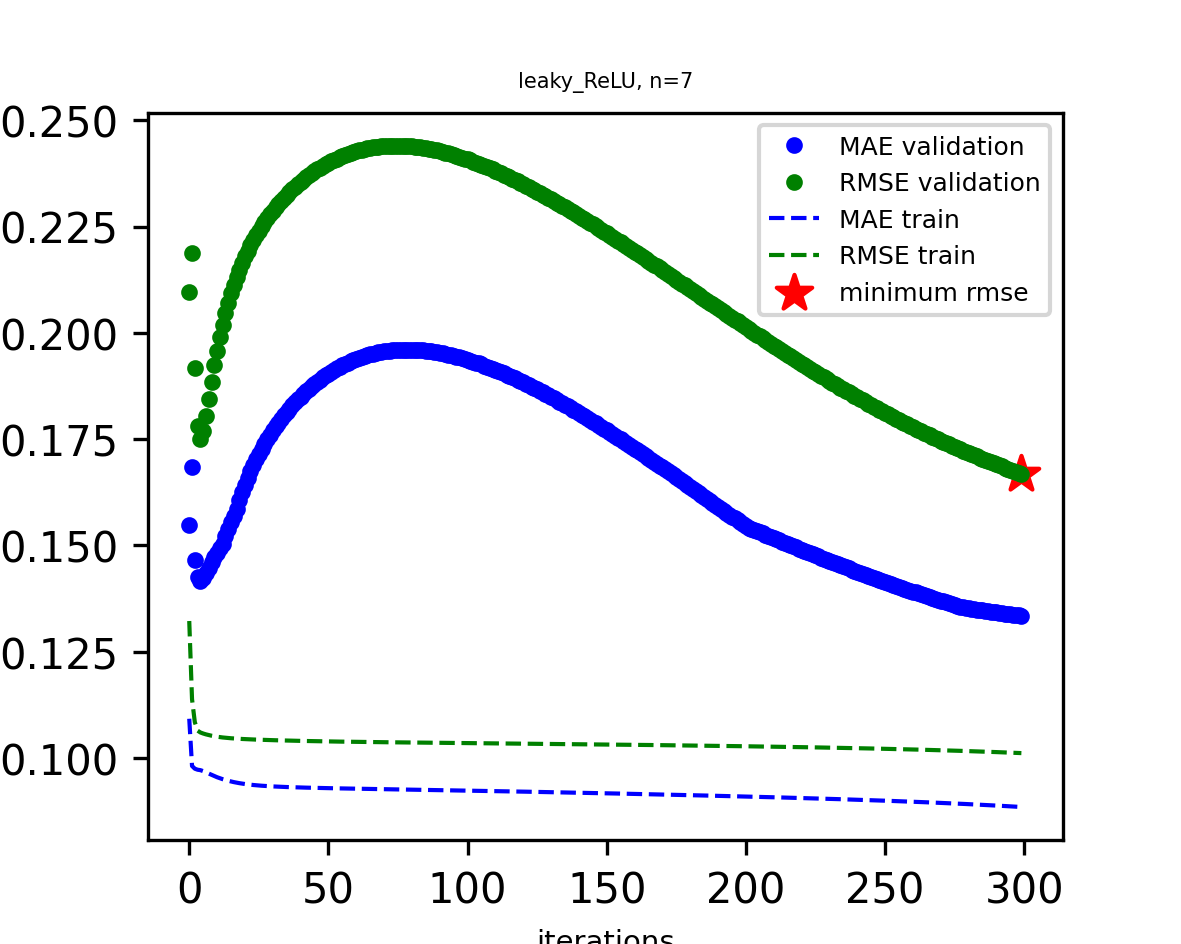 leaky_ReLU, n=7
0.250
0.225
0.200
0.175
0.150
0.125
0.100
MAE validation
RMSE validation
MAE train
RMSE train
minimum rmse
0 50 100 150 200 250 300
iterations